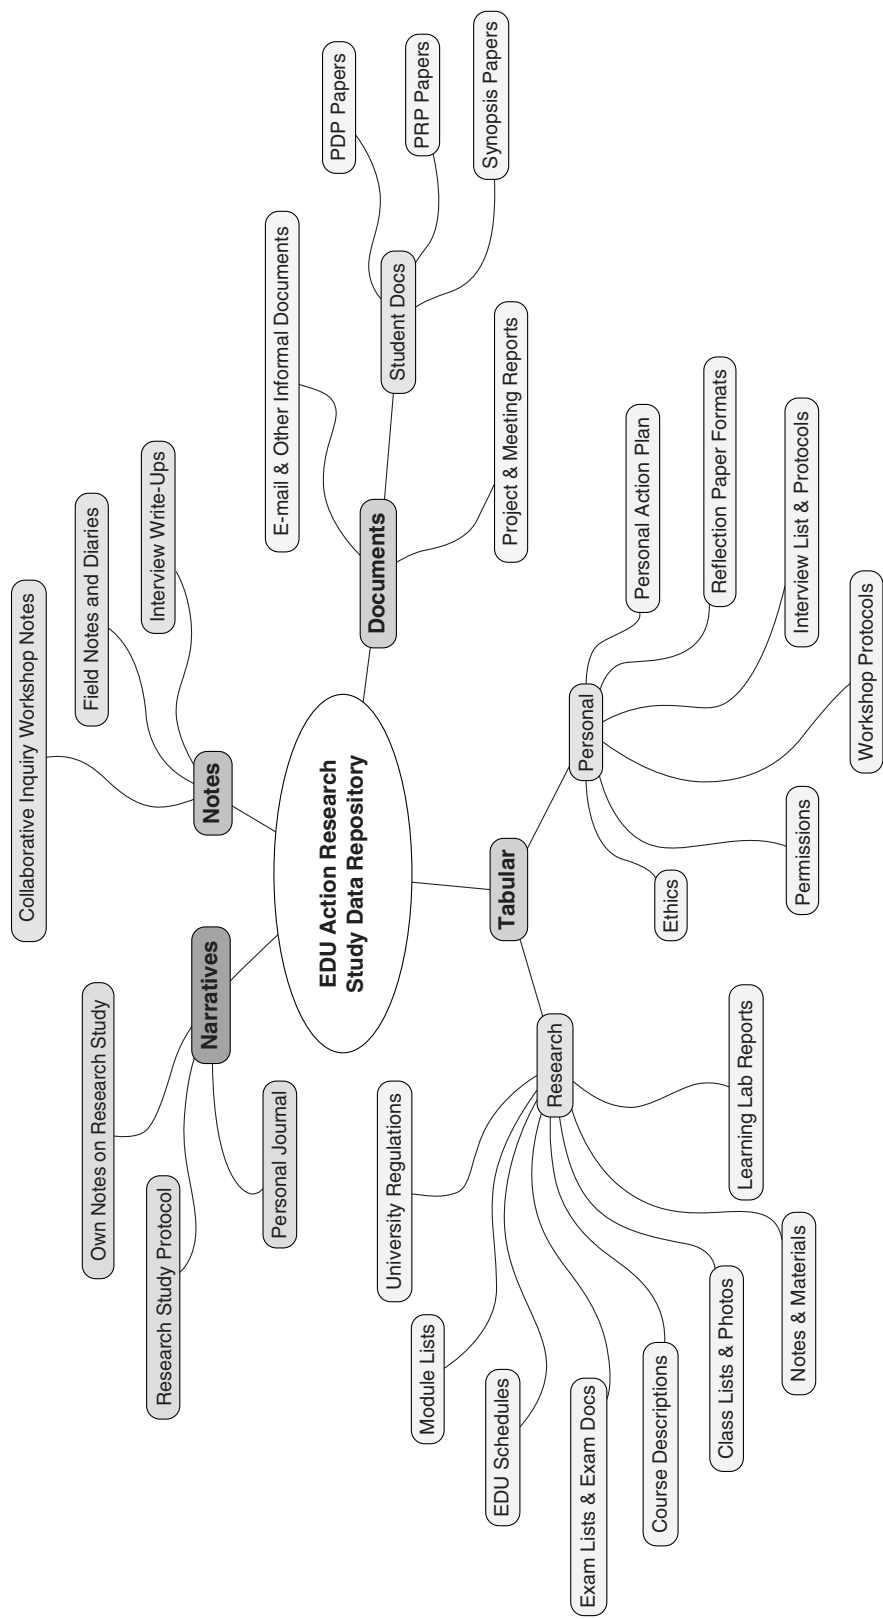 EDU Action Research
Study Data Repository
Narratives
Own Notes on Research Study
Research Study Protocol
Personal Journal
Notes
Collaborative Inquiry Workshop Notes
Field Notes and Diaries
Interview Write-Ups
Documents
E-mail & Other Informal Documents
Student Docs
PDP Papers
PRP Papers
Synopsis Papers
Project & Meeting Reports
Tabular
Research
University Regulations
Module Lists
EDU Schedules
Exam Lists & Exam Docs
Course Descriptions
Class Lists & Photos
Notes & Materials
Learning Lab Reports
Personal
Personal Action Plan
Reflection Paper Formats
Interview List & Protocols
Workshop Protocols
Permissions
Ethics